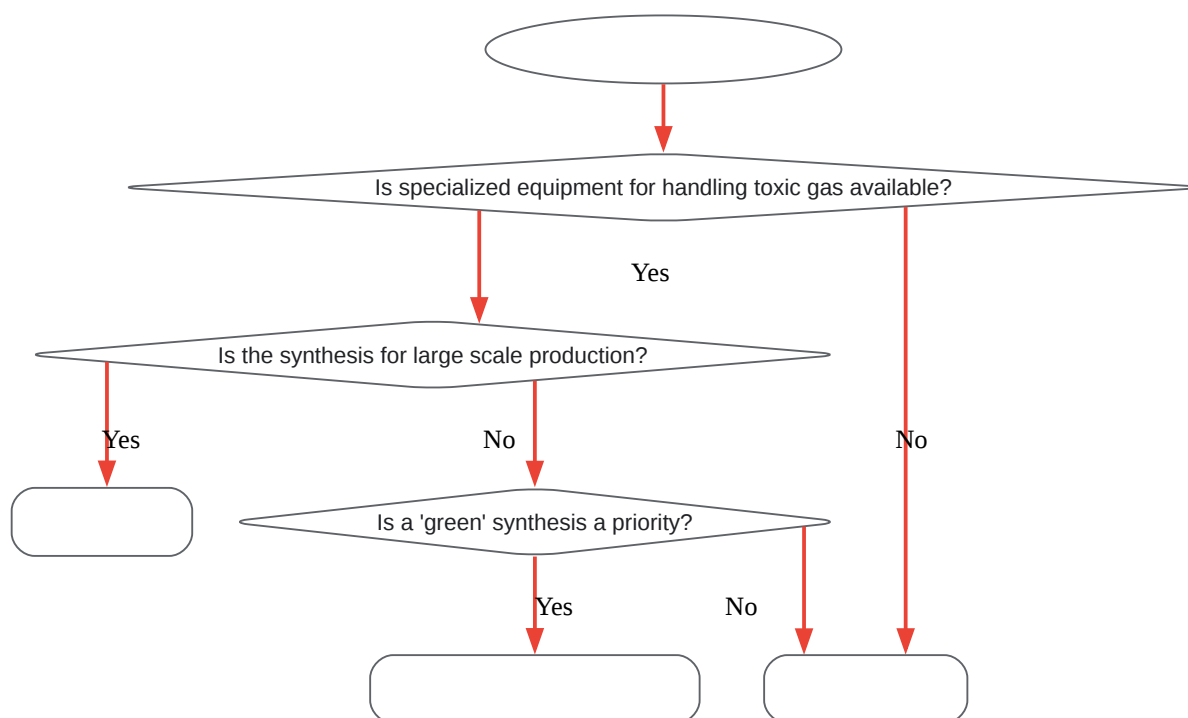 Is specialized equipment for handling toxic gas available?
Yes
Is the synthesis for large scale production?
Yes
No
No
Is a 'green' synthesis a priority?
Yes
No